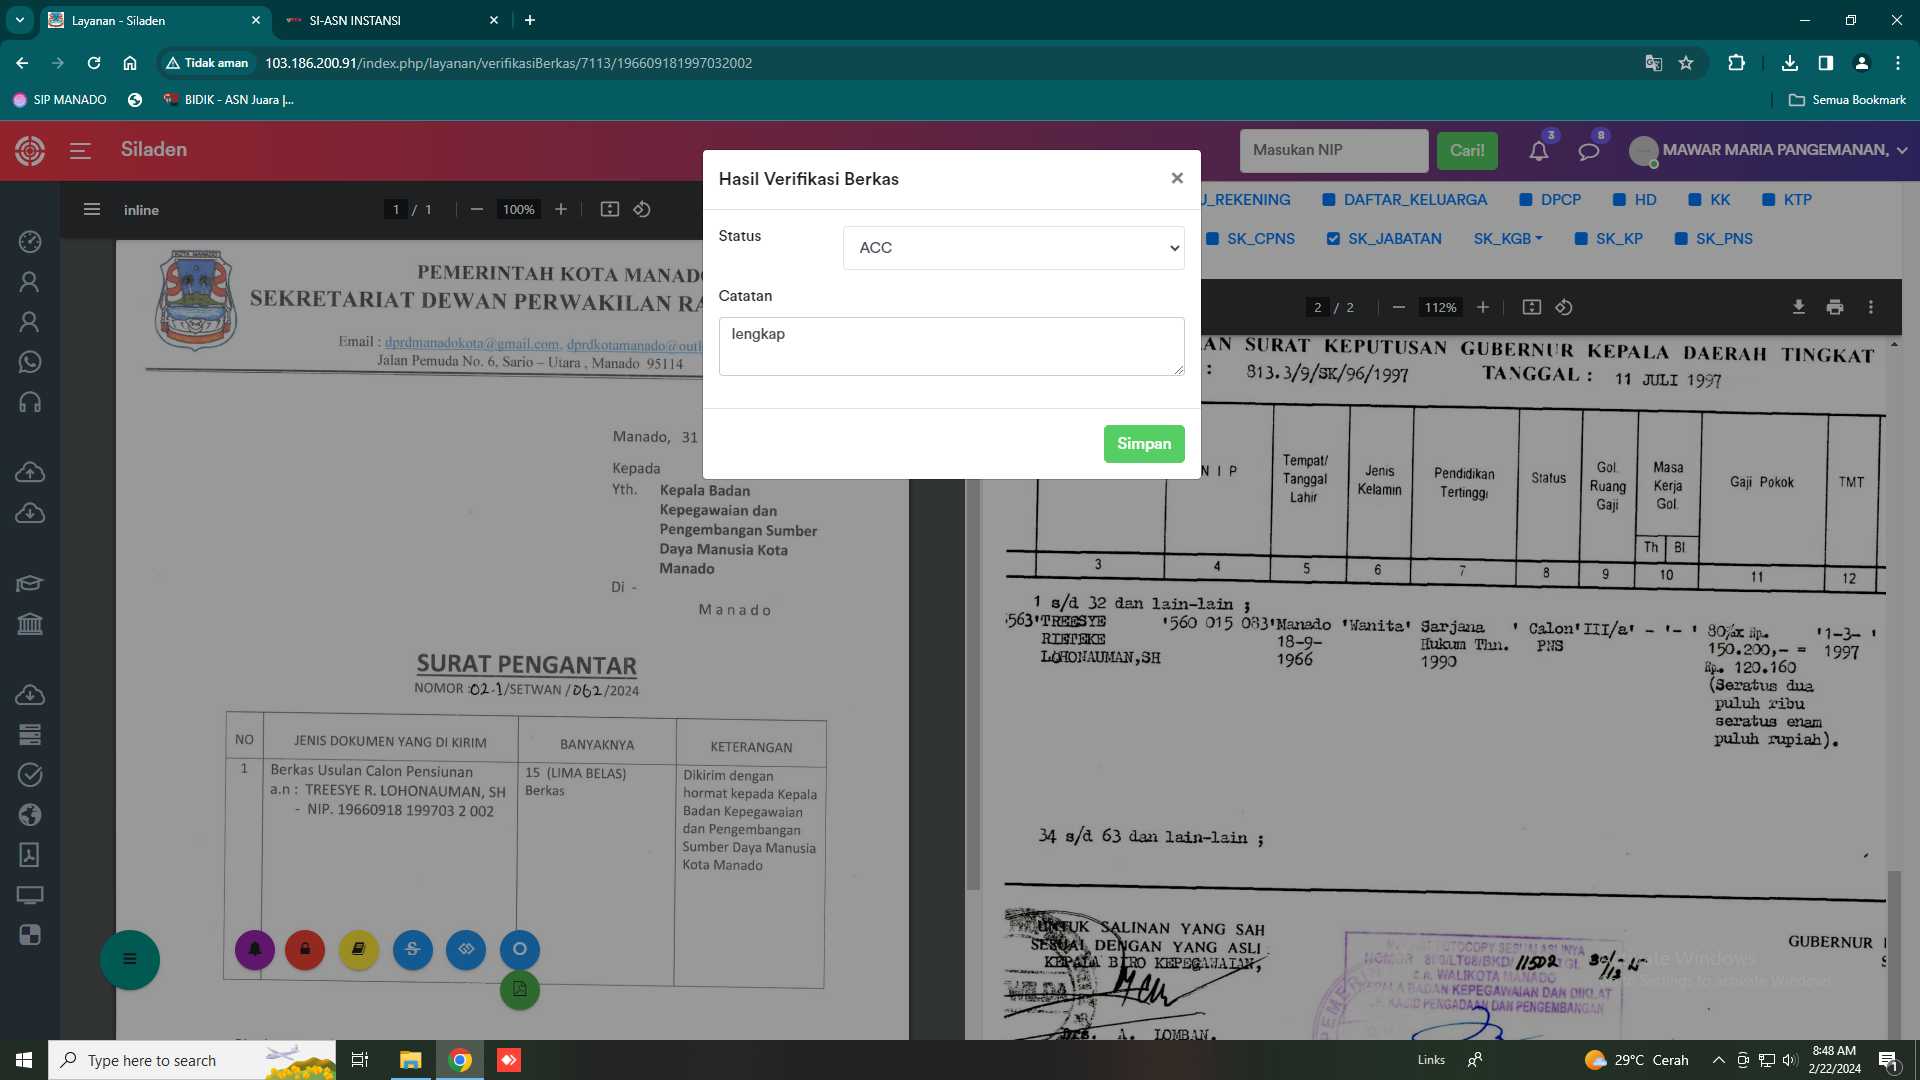 Layanan - Siladen
SI-ASN INSTANSI
Tidak aman
103.186.200.91/index.php/layanan/verifikasiBerkas/7113/196609181997032002
SIP MANADO
BIDIK - ASN Juara |...
Semua Bookmark
Siladen
Masukan NIP
Cari!
3
8
MAWAR MARIA PANGEMANAN,
inline
1 / 1
100%
PEMERINTAH KOTA MANADO
SEKRETARIAT DEWAN PERWAKILAN RA
Email : dprdmanadokota@gmail.com, dprdkotamanado@outl
Jalan Pemuda No. 6, Sario – Utara , Manado 95114
Manado, 31
Kepada
Yth. Kepala Badan
Kepegawaian dan
Pengembangan Sumber
Daya Manusia Kota
Manado
Di -
Manado
SURAT PENGANTAR
NOMOR :02.1/SETWAN /062/2024
NO
JENIS DOKUMEN YANG DI KIRIM
BANYAKNYA
KETERANGAN
1
Berkas Usulan Calon Pensiunan
a.n : TREESYE R. LOHONAUMAN, SH
- NIP. 19660918 199703 2 002
15 (LIMA BELAS)
Berkas
Dikirim dengan
hormat kepada Kepala
Badan Kepegawaian
dan Pengembangan
Sumber Daya Manusia
Kota Manado
Hasil Verifikasi Berkas
×
Status
ACC
Catatan
lengkap
Simpan
U_REKENING
DAFTAR_KELUARGA
DPCP
HD
KK
KTP
SK_CPNS
SK_JABATAN
SK_KGB
SK_KP
SK_PNS
2 / 2
112%
AN SURAT KEPUTUSAN GUBERNUR KEPALA DAERAH TINGKAT
: 813.3/9/SK/96/1997
TANGGAL : 11 JULI 1997
N I P
Tempat/
Tanggal
Lahir
Jenis
Kelamin
Pendidikan
Tertinggi
Status
Gol.
Ruang
Gaji
Masa
Kerja
Gol.
Th
Bl.
Gaji Pokok
TMT
3
4
5
6
7
8
9
10
11
12
1 s/d 32 dan lain-lain ;
563'TREESYE
RIETEKE
LOHONAUMAN,SH
'560 015 083'
Manado
18-9-
1966
'Wanita'
Sarjana
Hukum Thn.
1990
' Calon'
PNS
III/a' - '- '
80%x Rp.
150.200,- =
Rp. 120.160
(Seratus dua
puluh ribu
seratus enam
puluh rupiah).
'1-3- '
1997
34 s/d 63 dan lain-lain ;
UNTUK SALINAN YANG SAH
SESUAI DENGAN YANG ASLI
KEPALA BIRO KEPEGAWAIAN,
Drs. A. LOMBAN.
GUBERNUR
a.n. WALIKOTA MANADO
KEPALA BADAN KEPEGAWAIAN DAN DIKLAT
KABID PENGADAAN DAN PENGEMBANGAN
Type here to search
Links
29°C Cerah
8:48 AM
2/22/2024
1